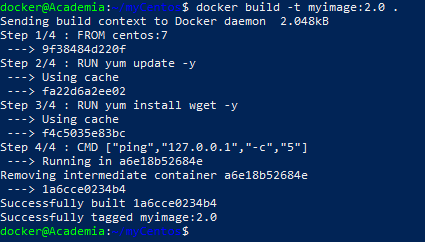 docker@Academia:~/mycentos$ docker build -t myimage:2.0 .
Sending build context to Docker daemon  2.048kB
Step 1/4 : FROM centos:7
 ---> 9f38484d220f
Step 2/4 : RUN yum update -y
 ---> Using cache
 ---> fa22d6a2ee02
Step 3/4 : RUN yum install wget -y
 ---> Using cache
 ---> f4c5035e83bc
Step 4/4 : CMD ["ping","127.0.0.1","-c","5"]
 ---> Running in a6e18b52684e
Removing intermediate container a6e18b52684e
 ---> 1a6cce0234b4
Successfully built 1a6cce0234b4
Successfully tagged myimage:2.0
docker@Academia:~/mycentos$